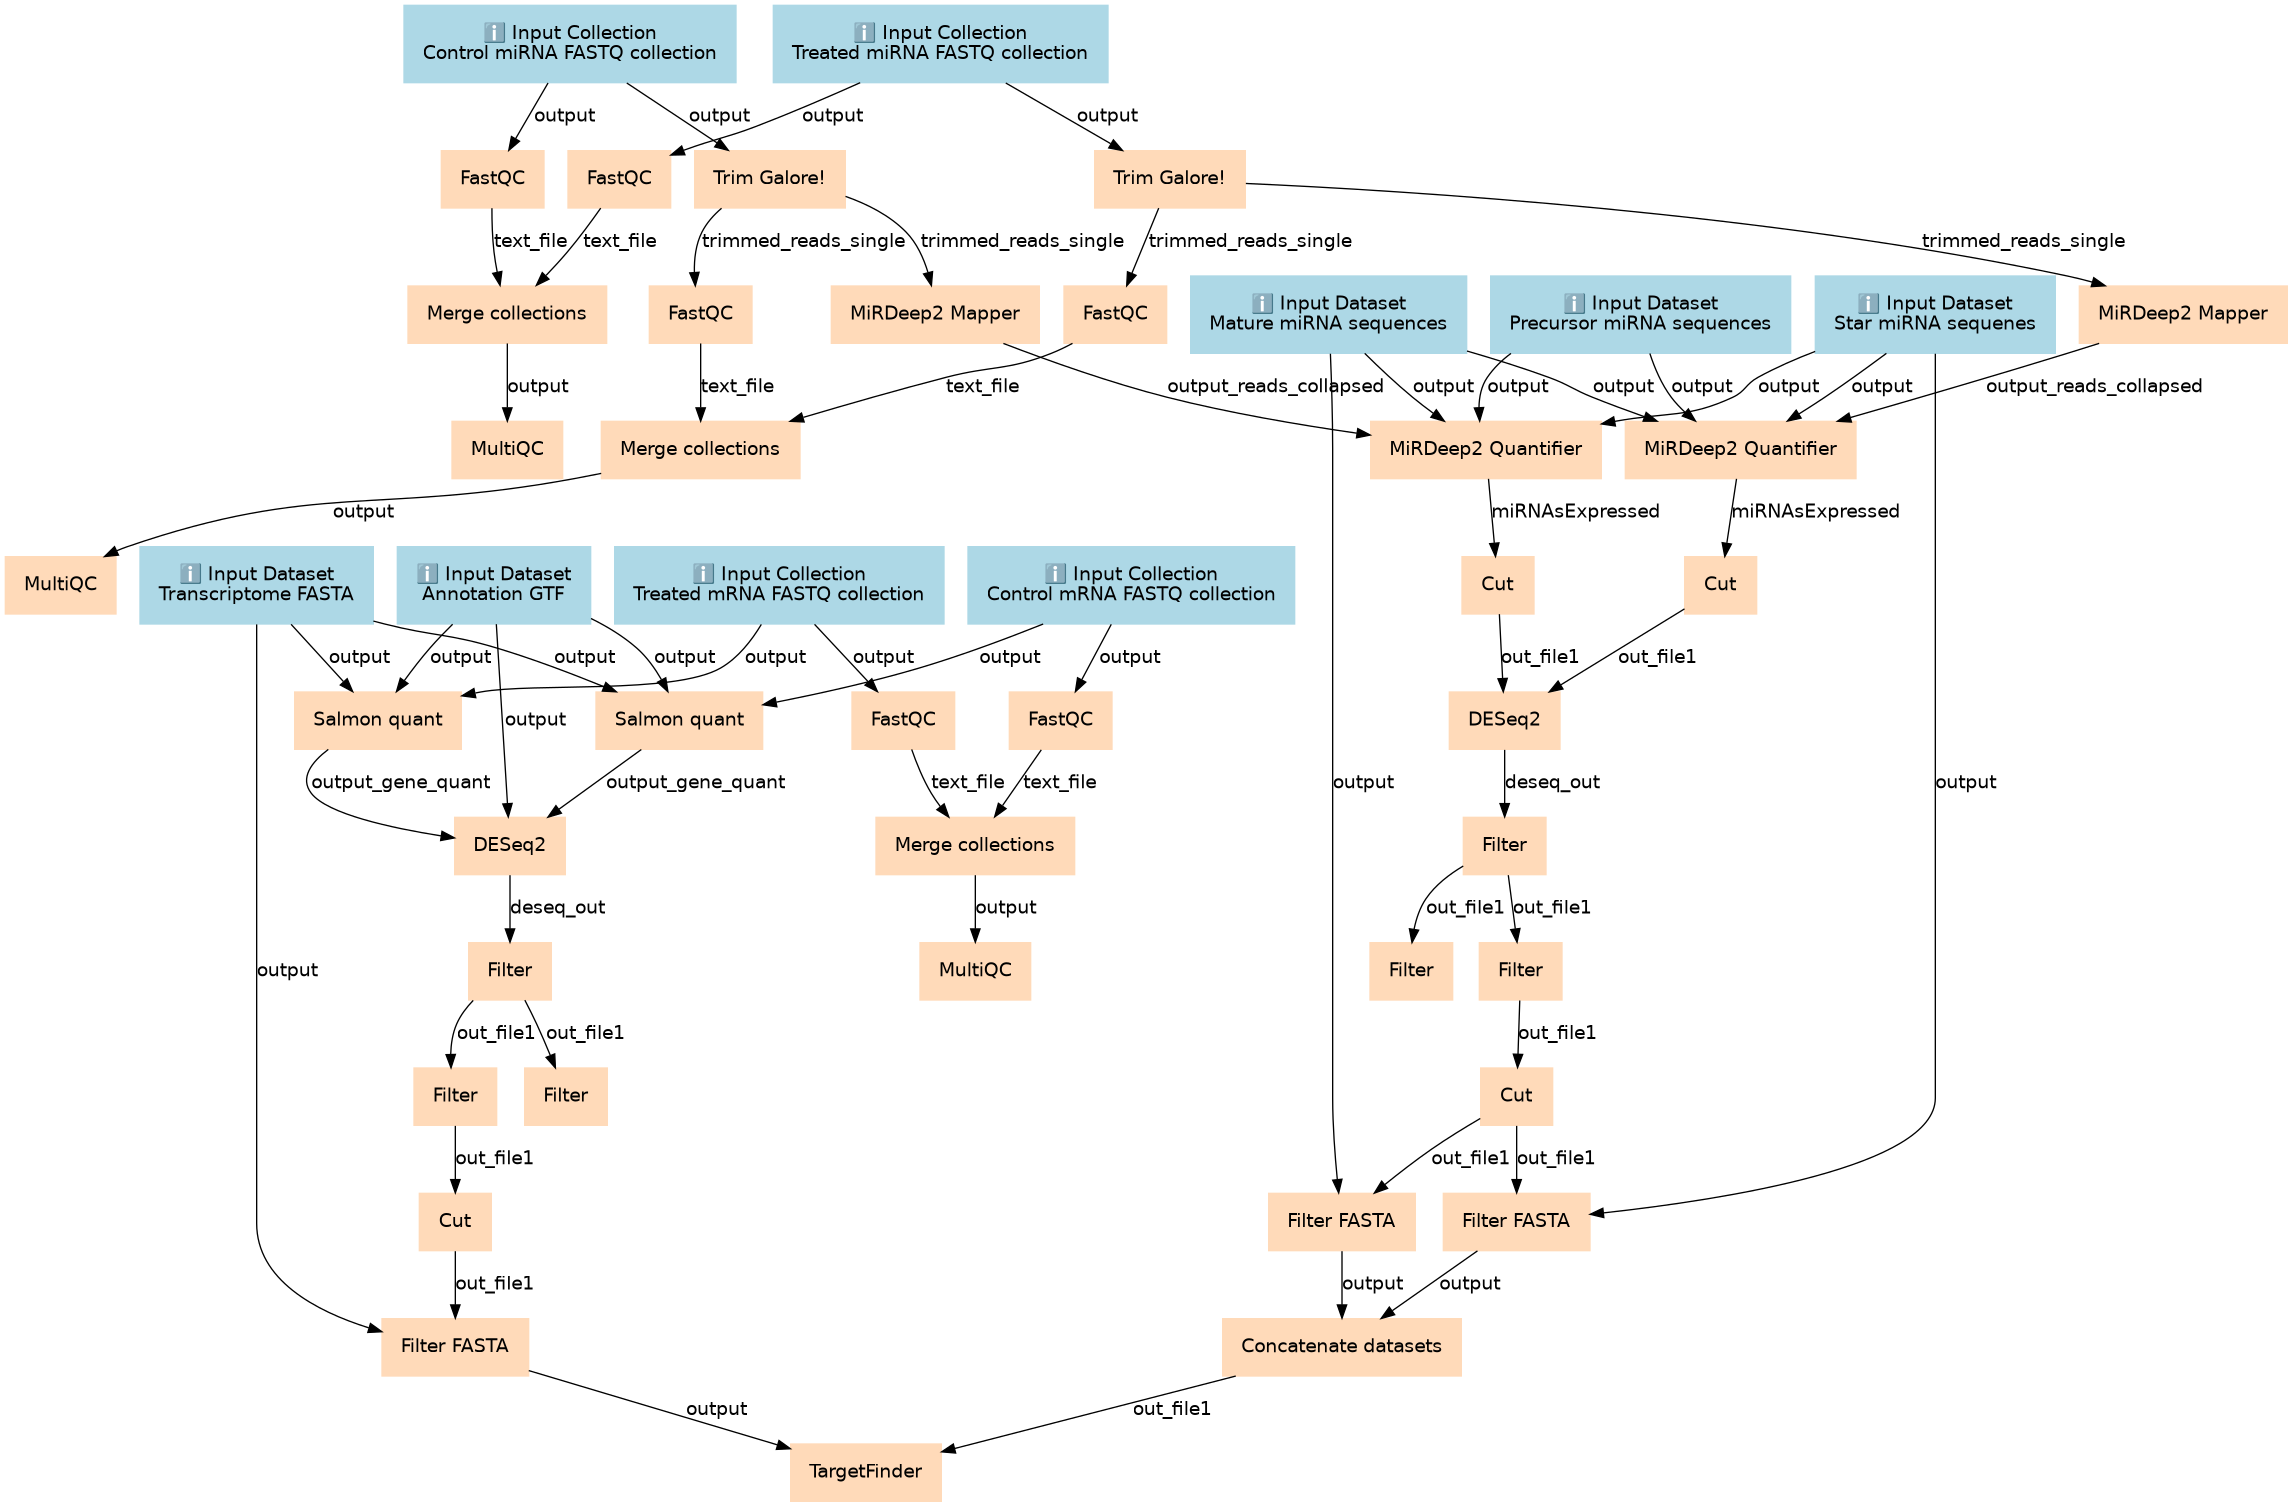 ℹ️ Input Collection
Control miRNA FASTQ collection
ℹ️ Input Collection
Treated miRNA FASTQ collection
output
output
output
output
FastQC
FastQC
Trim Galore!
Trim Galore!
text_file
text_file
trimmed_reads_single
trimmed_reads_single
trimmed_reads_single
trimmed_reads_single
Merge collections
FastQC
MiRDeep2 Mapper
FastQC
ℹ️ Input Dataset
Mature miRNA sequences
ℹ️ Input Dataset
Precursor miRNA sequences
ℹ️ Input Dataset
Star miRNA sequenes
MiRDeep2 Mapper
output
text_file
text_file
output_reads_collapsed
output
output
output
output
output
output
output_reads_collapsed
MultiQC
Merge collections
MiRDeep2 Quantifier
MiRDeep2 Quantifier
output
miRNAsExpressed
miRNAsExpressed
MultiQC
ℹ️ Input Dataset
Transcriptome FASTA
ℹ️ Input Dataset
Annotation GTF
ℹ️ Input Collection
Treated mRNA FASTQ collection
ℹ️ Input Collection
Control mRNA FASTQ collection
Cut
Cut
output
output
output
output
output
output
output
output
out_file1
out_file1
Salmon quant
Salmon quant
FastQC
FastQC
DESeq2
output
output_gene_quant
output_gene_quant
text_file
text_file
output
deseq_out
output
DESeq2
Merge collections
Filter
deseq_out
output
out_file1
out_file1
output
Filter
MultiQC
Filter
Filter
out_file1
out_file1
out_file1
Filter
Filter
Cut
out_file1
out_file1
out_file1
Cut
Filter FASTA
Filter FASTA
out_file1
output
output
Filter FASTA
Concatenate datasets
output
out_file1
TargetFinder